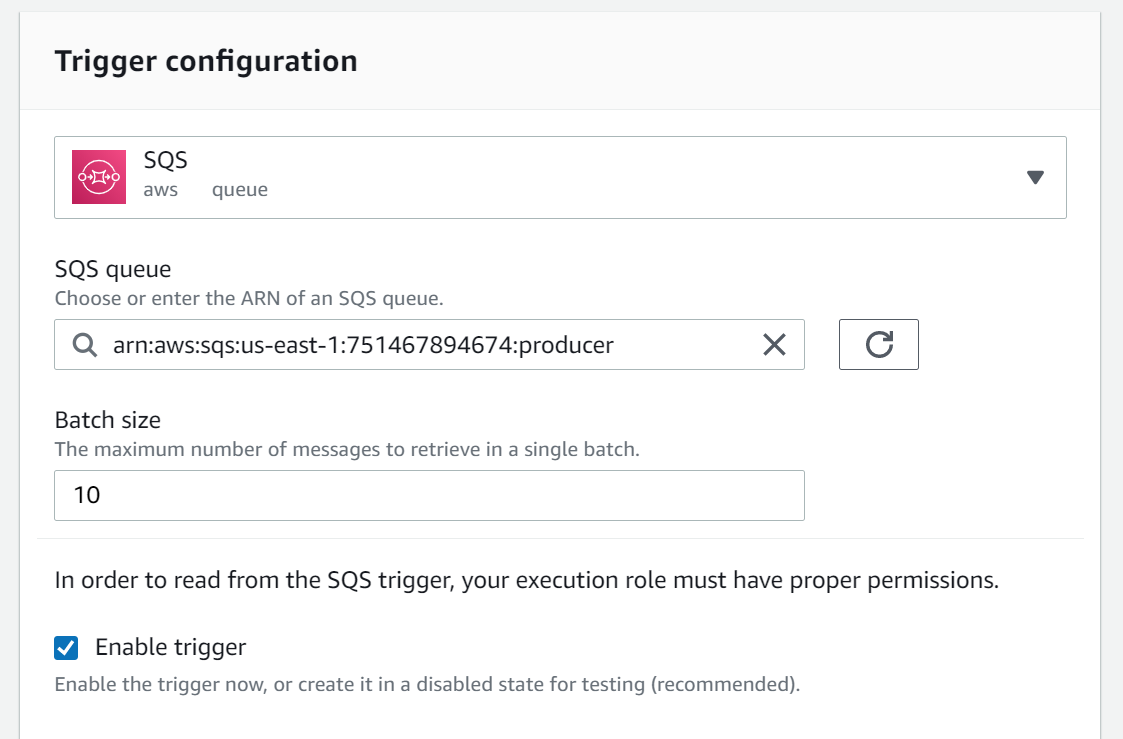 Trigger configuration
SQS
aws queue
SQS queue
Choose or enter the ARN of an SQS queue.
arn:aws:sqs:us-east-1:751467894674:producer
Batch size
The maximum number of messages to retrieve in a single batch.
10
In order to read from the SQS trigger, your execution role must have proper permissions.
Enable trigger
Enable the trigger now, or create it in a disabled state for testing (recommended).